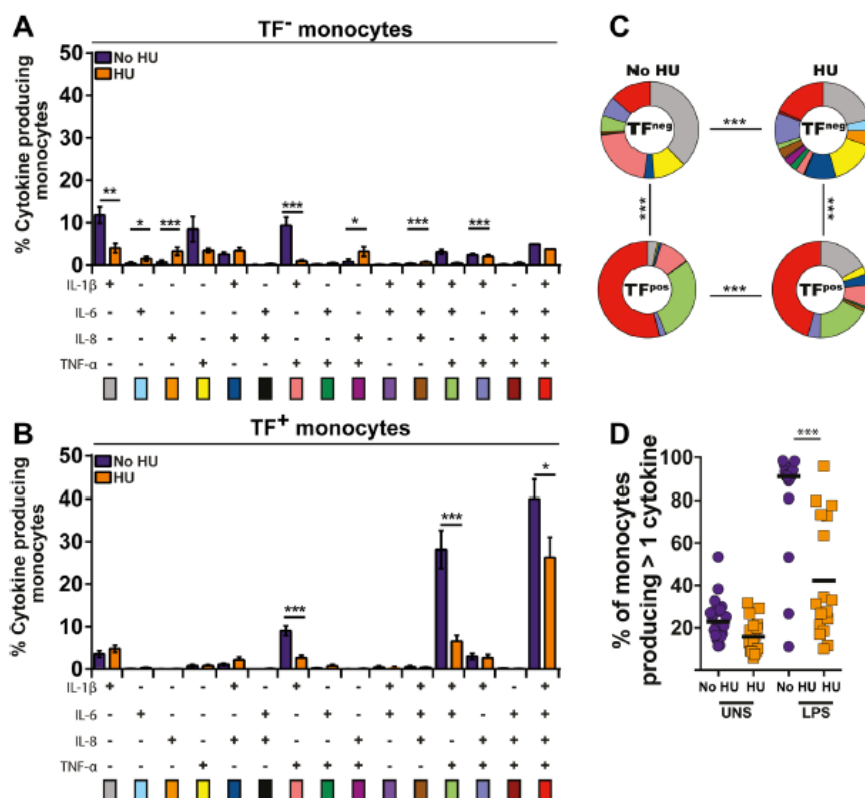 A
TF⁻ monocytes
No HU
HU
% Cytokine producing
monocytes
50
40
30
20
10
0
** * *** *** * *** ***
IL-1β + - - - + - + - - + + + + - +
IL-6 - + - - - + - + - + + + - + +
IL-8 - - + - + + - - + - + - + + +
TNF-α - - - + - - + + + - - + + + +
B
TF⁺ monocytes
No HU
HU
% Cytokine producing
monocytes
50
40
30
20
10
0
*** *** *
IL-1β + - - - + - + - - + + + + - +
IL-6 - + - - - + - + - + + + - + +
IL-8 - - + - + + - - + - + - + + +
TNF-α - - - + - - + + + - - + + + +
C
No HU HU
TFneg *** TFneg
*** ***
TFpos *** TFpos
D
% of monocytes
producing > 1 cytokine
100
80
60
40
20
***
No HU HU No HU HU
UNS LPS